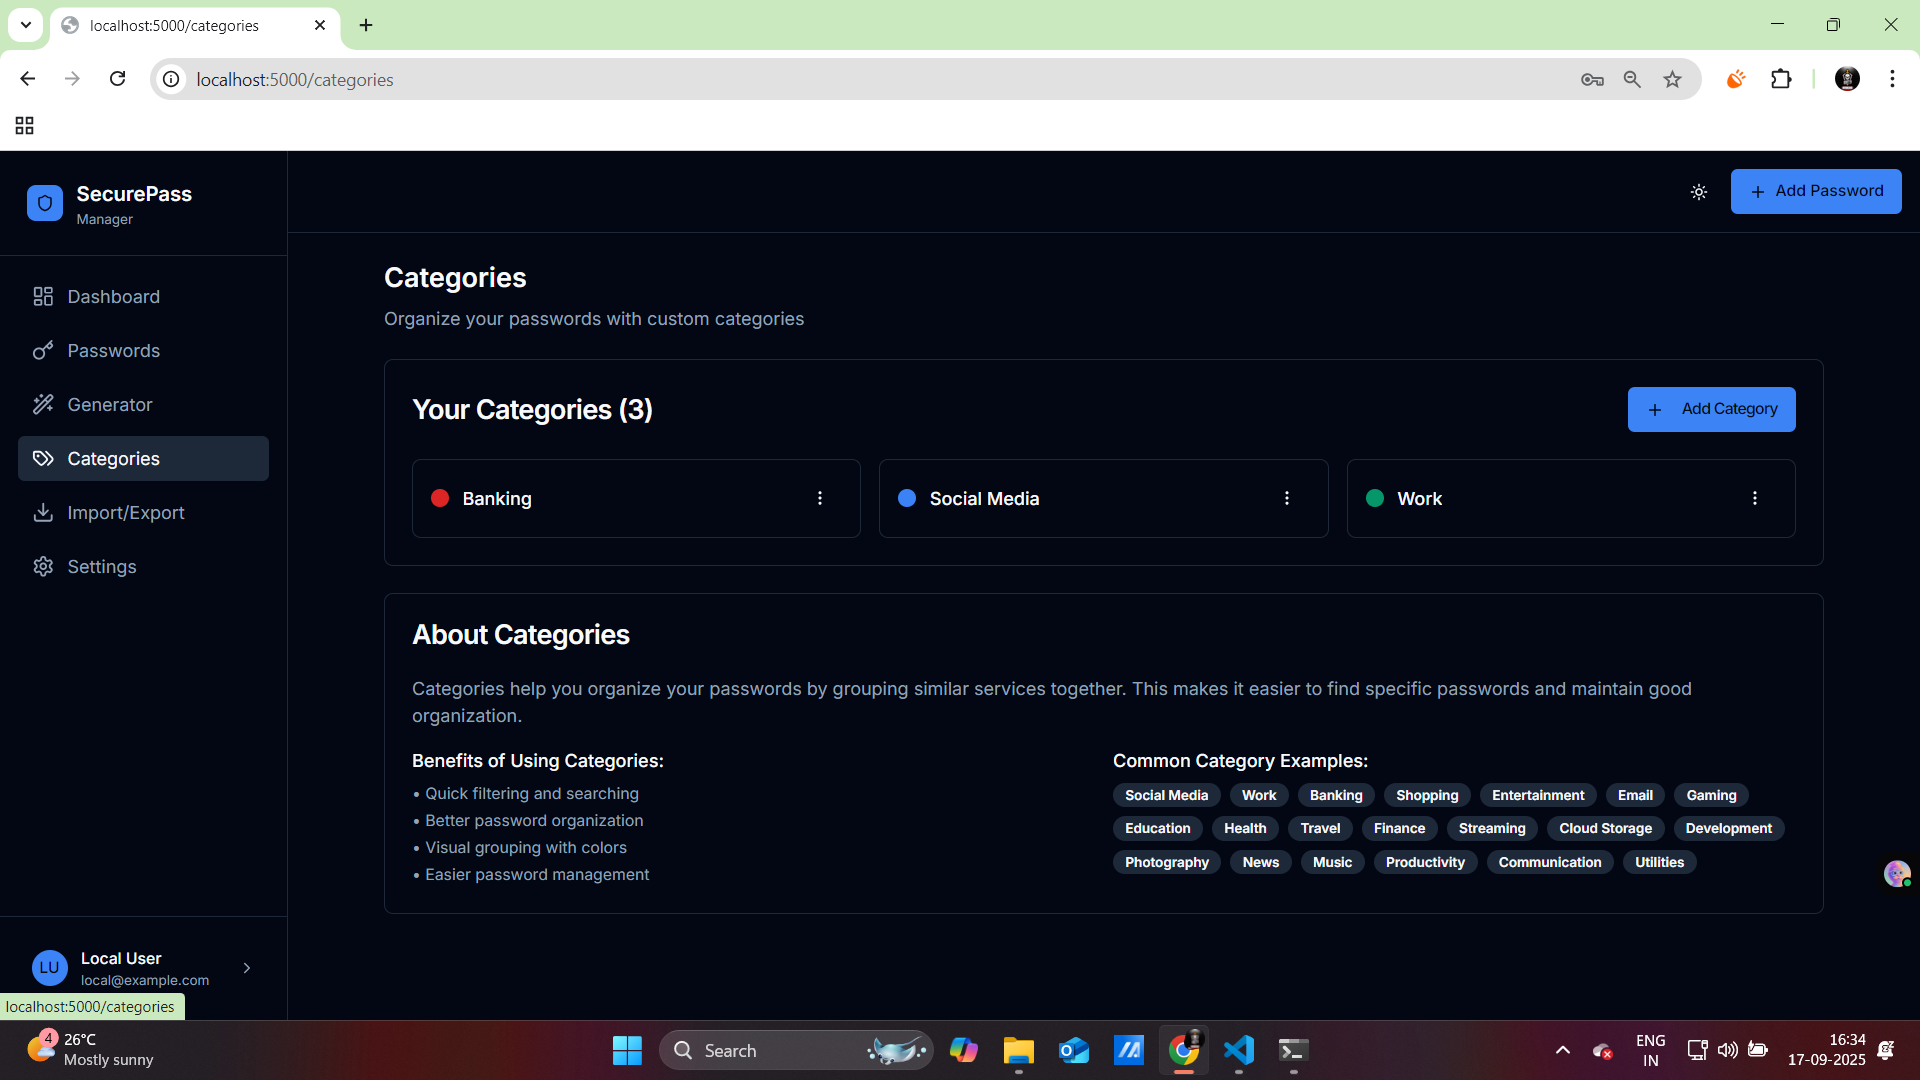 localhost:5000/categories
localhost:5000/categories
SecurePass
Manager
Add Password
Dashboard
Passwords
Generator
Categories
Import/Export
Settings
Categories
Organize your passwords with custom categories
Your Categories (3)
Add Category
Banking
Social Media
Work
About Categories
Categories help you organize your passwords by grouping similar services together. This makes it easier to find specific passwords and maintain good
organization.
Benefits of Using Categories:
• Quick filtering and searching
• Better password organization
• Visual grouping with colors
• Easier password management
Common Category Examples:
Social Media Work Banking Shopping Entertainment Email Gaming
Education Health Travel Finance Streaming Cloud Storage Development
Photography News Music Productivity Communication Utilities
LU
Local User
local@example.com
localhost:5000/categories
4
26°C
Mostly sunny
Search
ENG
IN
16:34
17-09-2025